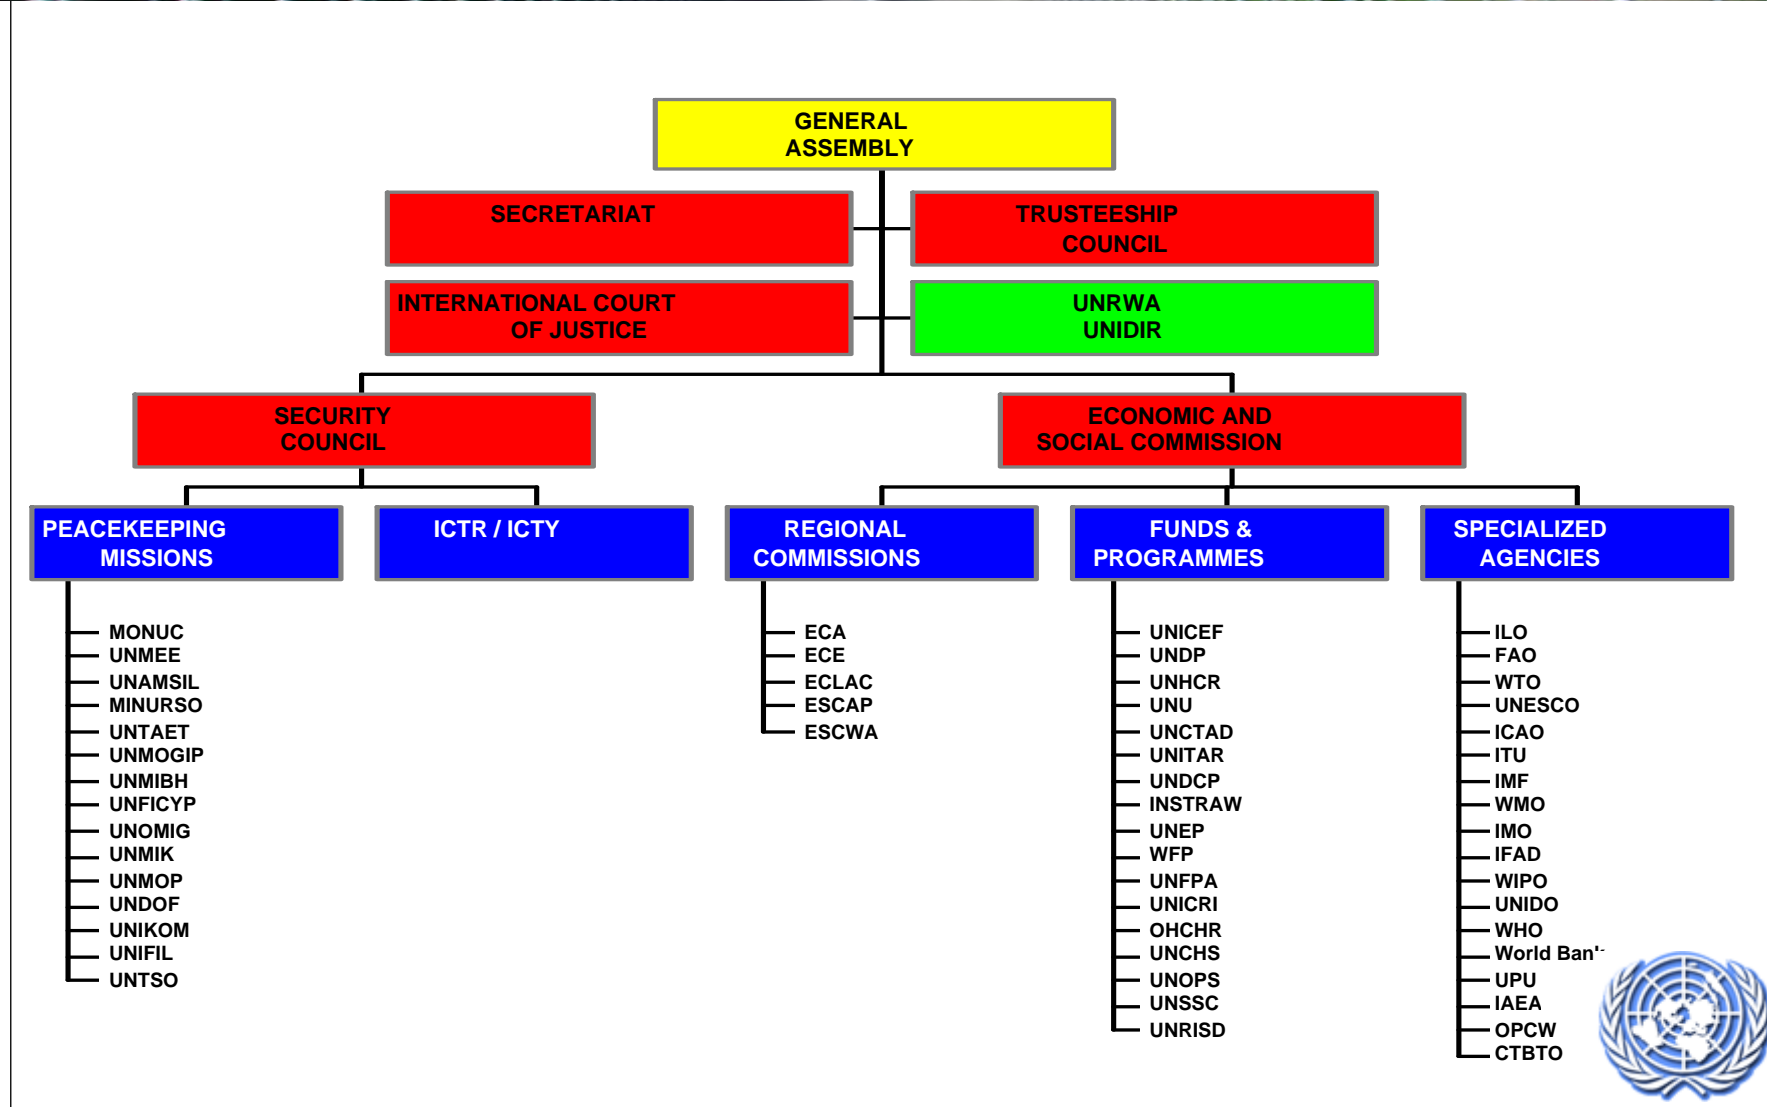 GENERAL
ASSEMBLY
SECRETARIAT
TRUSTEESHIP
COUNCIL
INTERNATIONAL COURT
OF JUSTICE
UNRWA
UNIDIR
SECURITY
COUNCIL
ECONOMIC AND
SOCIAL COMMISSION
PEACEKEEPING
MISSIONS
ICTR / ICTY
REGIONAL
COMMISSIONS
FUNDS &
PROGRAMMES
SPECIALIZED
AGENCIES
MONUC
UNMEE
UNAMSIL
MINURSO
UNTAET
UNMOGIP
UNMIBH
UNFICYP
UNOMIG
UNMIK
UNMOP
UNDOF
UNIKOM
UNIFIL
UNTSO
ECA
ECE
ECLAC
ESCAP
ESCWA
UNICEF
UNDP
UNHCR
UNU
UNCTAD
UNITAR
UNDCP
INSTRAW
UNEP
WFP
UNFPA
UNICRI
OHCHR
UNCHS
UNOPS
UNSSC
UNRISD
ILO
FAO
WTO
UNESCO
ICAO
ITU
IMF
WMO
IMO
IFAD
WIPO
UNIDO
WHO
World Bank
UPU
IAEA
OPCW
CTBTO